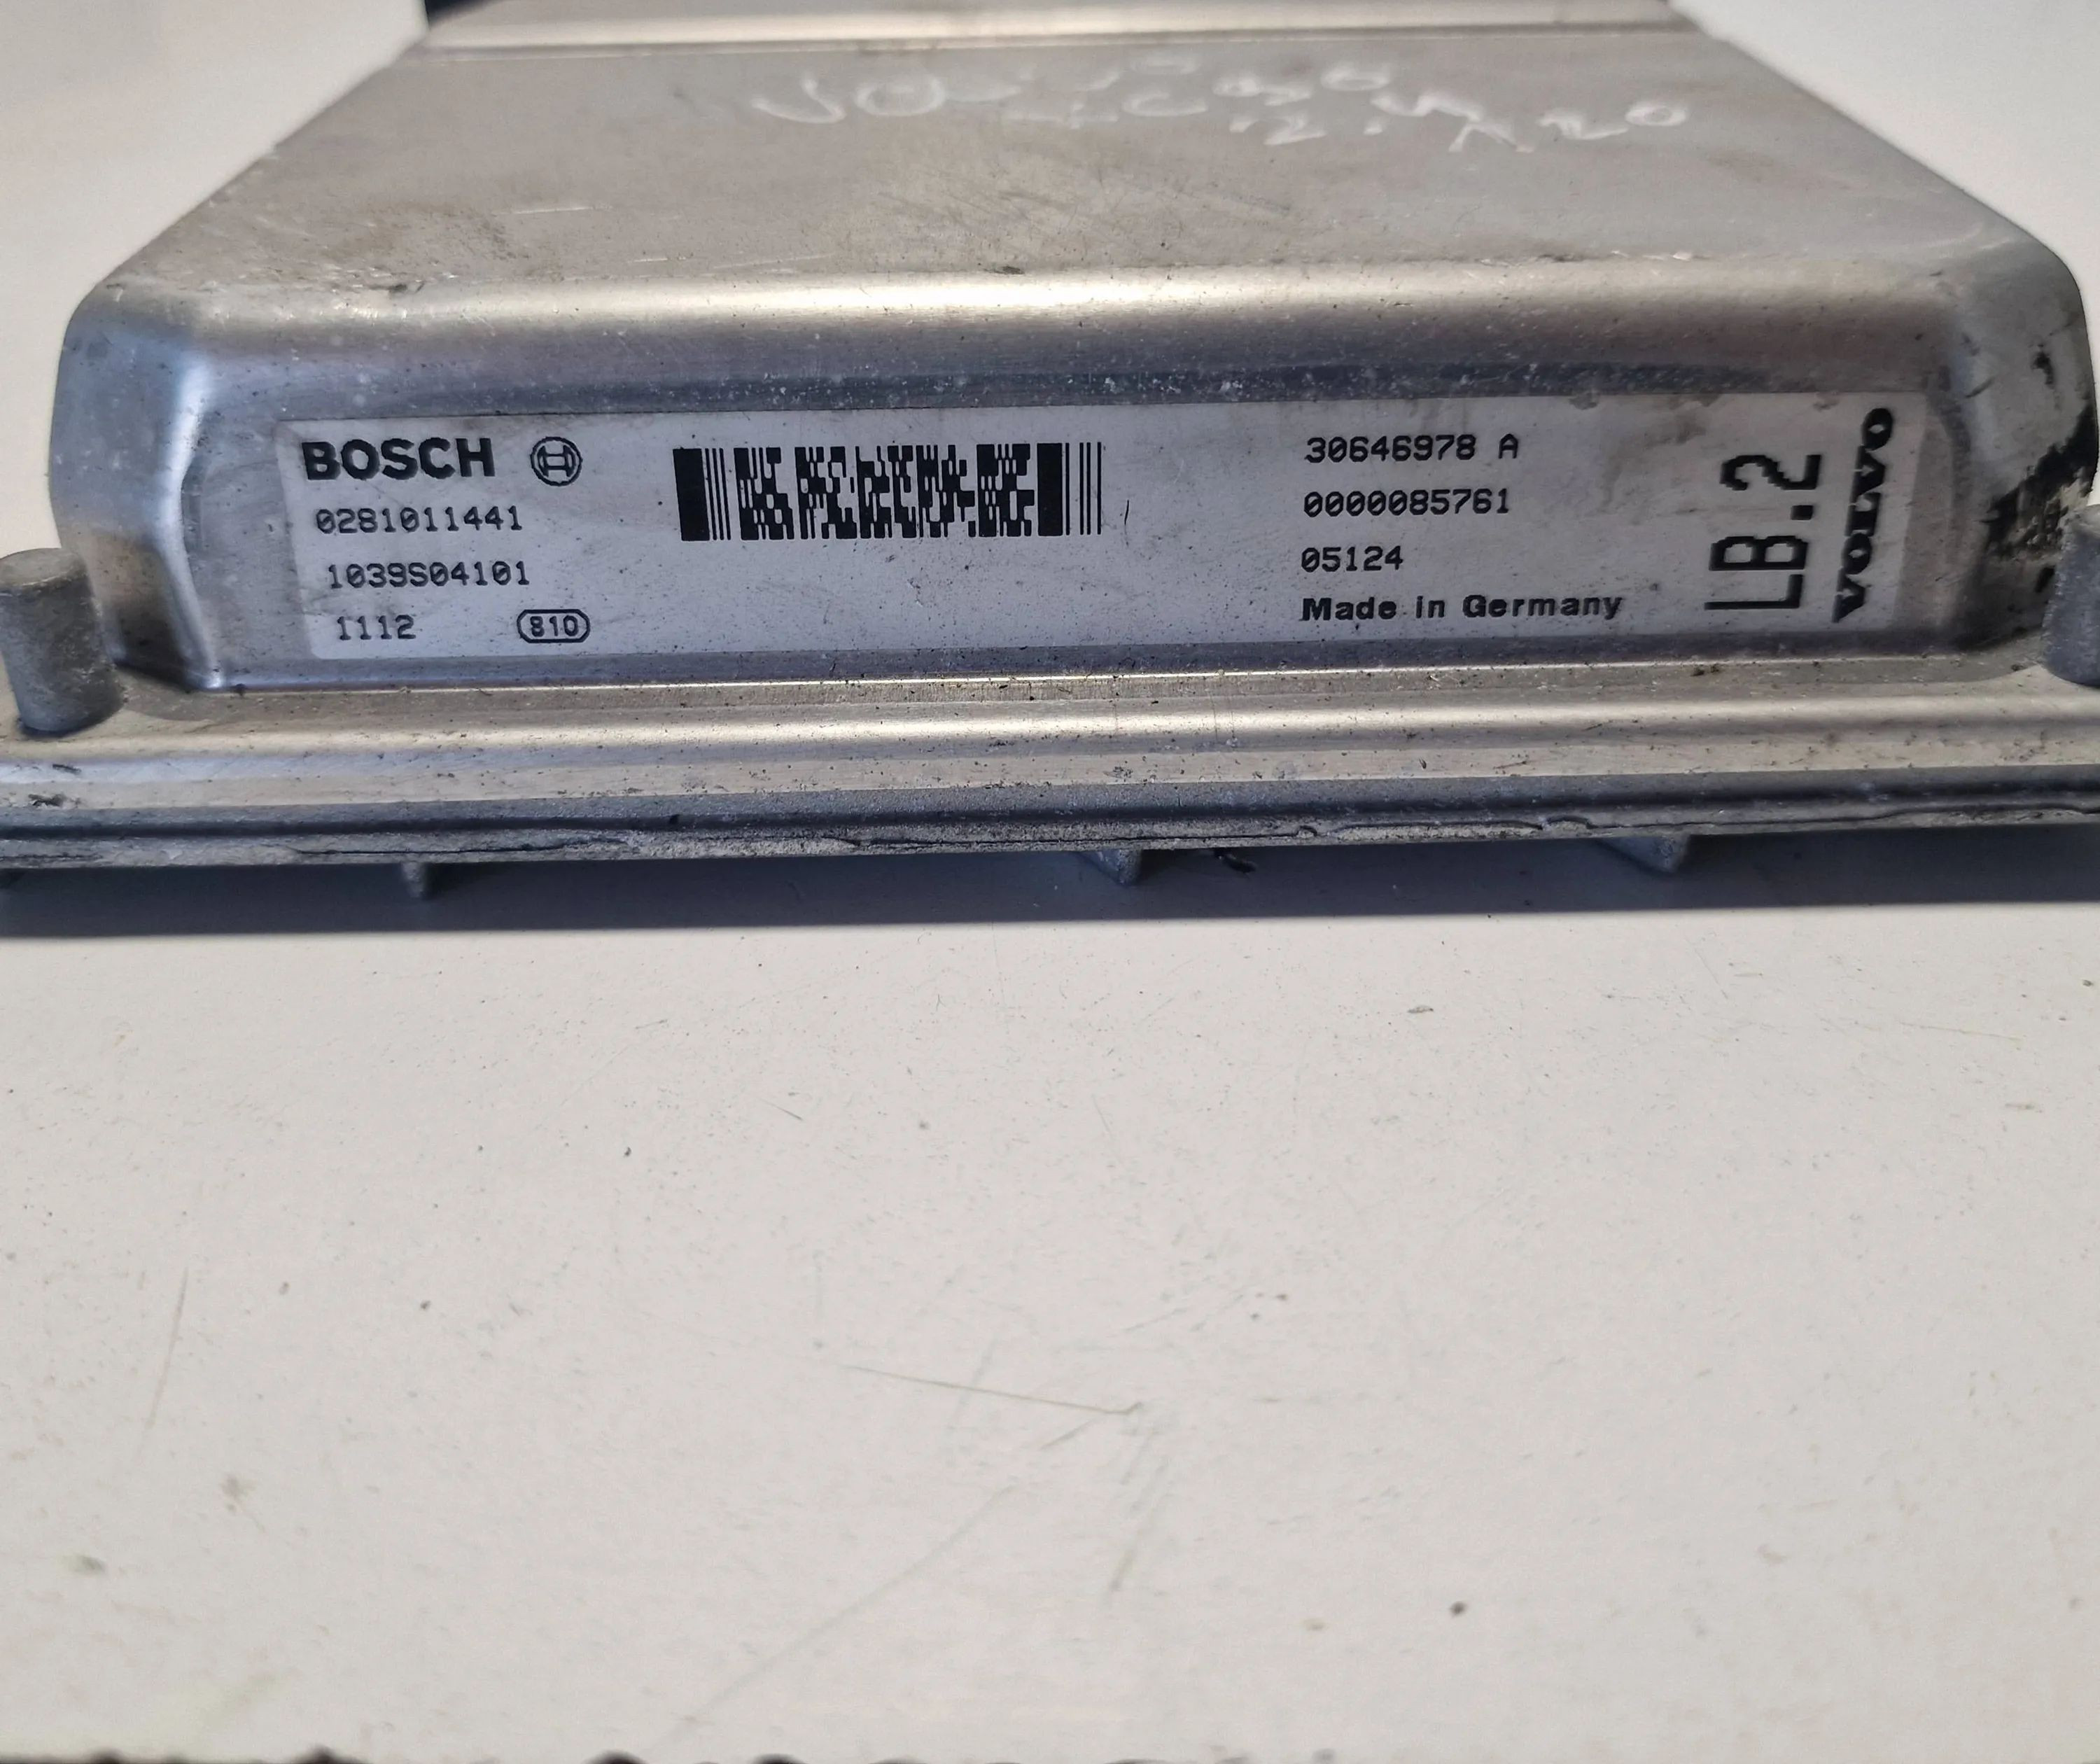 BOSCH
0281011441
1039S04101
1112 810
30646978 A
0000085761
05124
Made in Germany
LB.2
VOLVO